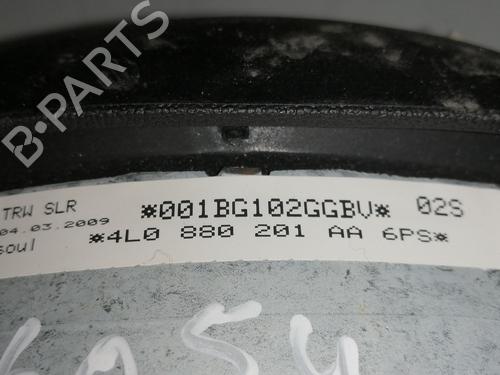 B-PARTS
TRW SLR *001BG102GGBV* 02S
04.03.2009
soul *4L0 880 201 AA 6PS*